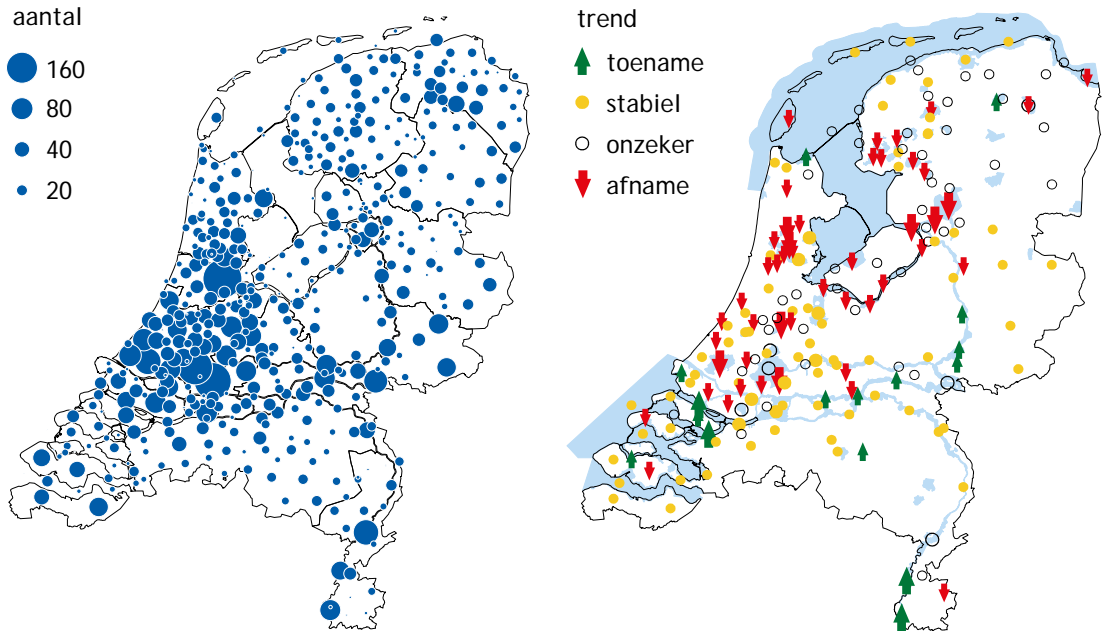 aantal
160
80
40
20
trend
toename
stabiel
onzeker
afname